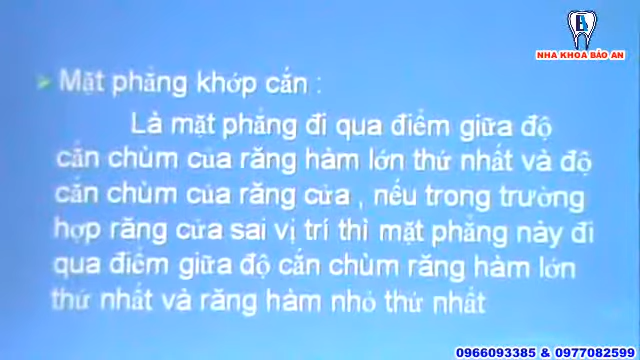 NHA KHOA BẢO AN
Mặt phẳng khớp cắn :
Là mặt phẳng đi qua điểm giữa độ
cắn chùm của răng hàm lớn thứ nhất và độ
cắn chùm của răng cửa , nếu trong trường
hợp răng cửa sai vị trí thì mặt phẳng này đi
qua điểm giữa độ cắn chùm răng hàm lớn
thứ nhất và răng hàm nhỏ thứ nhất
0966093385 & 0977082599